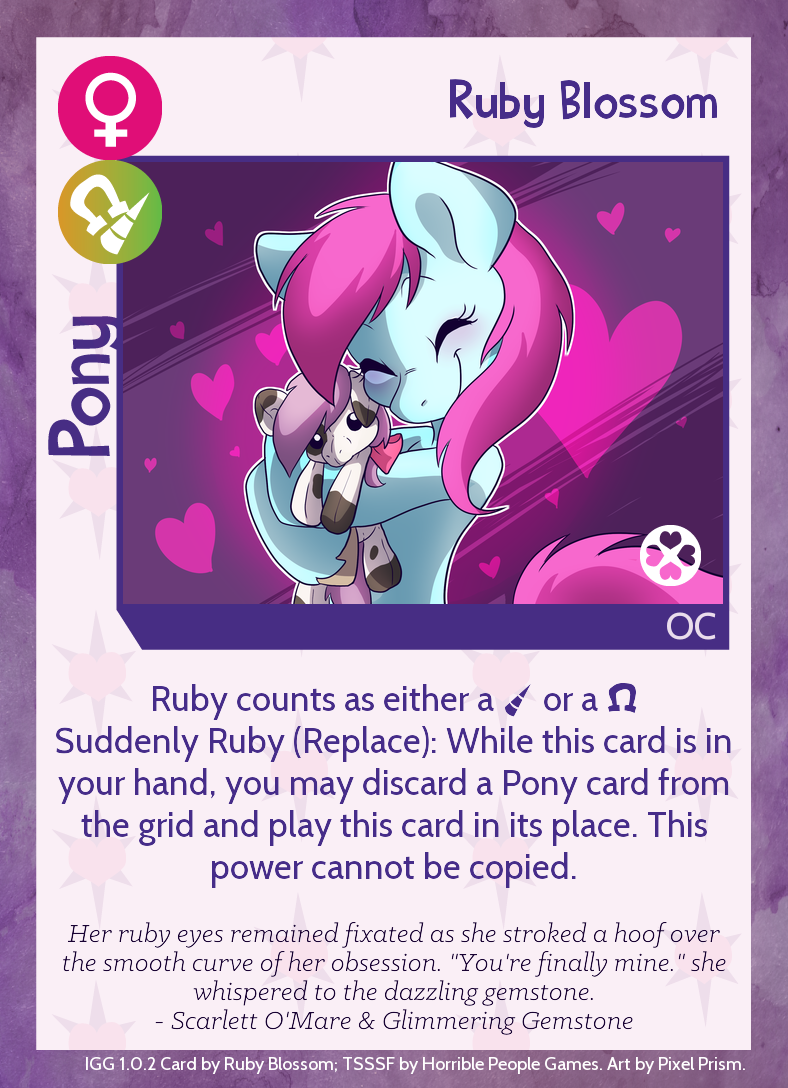 Ruby Blossom
Pony
OC
Ruby counts as either a or a
Suddenly Ruby (Replace): While this card is in
your hand, you may discard a Pony card from
the grid and play this card in its place. This
power cannot be copied.
Her ruby eyes remained fixated as she stroked a hoof over
the smooth curve of her obsession. "You're finally mine." she
whispered to the dazzling gemstone.
- Scarlett O'Mare & Glimmering Gemstone
IGG 1.0.2 Card by Ruby Blossom; TSSSF by Horrible People Games. Art by Pixel Prism.